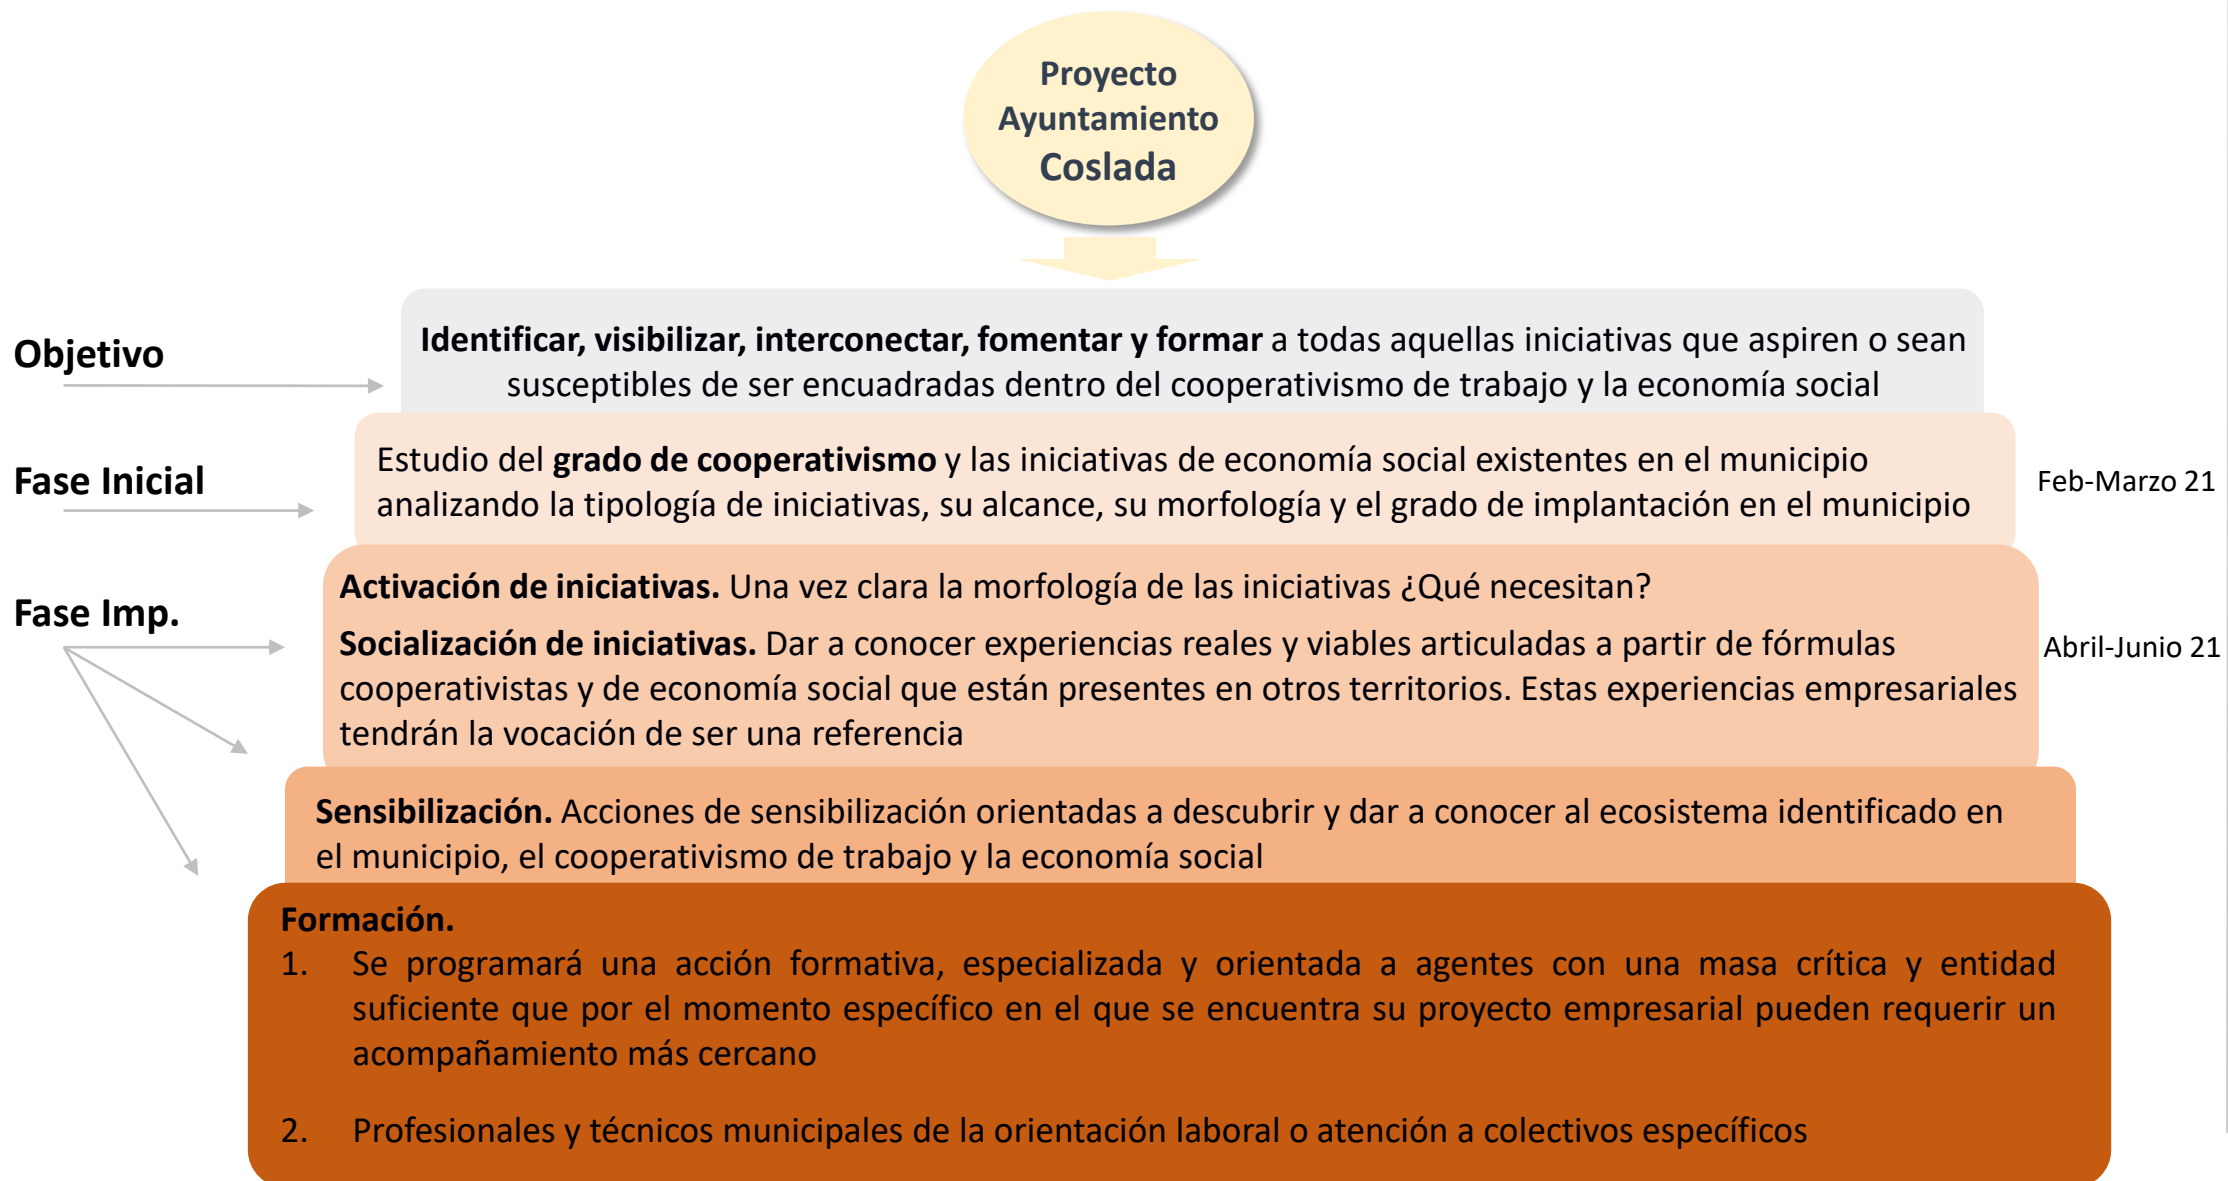 Proyecto
Ayuntamiento
Coslada
Objetivo
Identificar, visibilizar, interconectar, fomentar y formar a todas aquellas iniciativas que aspiren o sean
susceptibles de ser encuadradas dentro del cooperativismo de trabajo y la economía social
Fase Inicial
Estudio del grado de cooperativismo y las iniciativas de economía social existentes en el municipio
analizando la tipología de iniciativas, su alcance, su morfología y el grado de implantación en el municipio
Feb-Marzo 21
Fase Imp.
Activación de iniciativas. Una vez clara la morfología de las iniciativas ¿Qué necesitan?
Socialización de iniciativas. Dar a conocer experiencias reales y viables articuladas a partir de fórmulas
cooperativistas y de economía social que están presentes en otros territorios. Estas experiencias empresariales
tendrán la vocación de ser una referencia
Abril-Junio 21
Sensibilización. Acciones de sensibilización orientadas a descubrir y dar a conocer al ecosistema identificado en
el municipio, el cooperativismo de trabajo y la economía social
Formación.
1. Se programará una acción formativa, especializada y orientada a agentes con una masa crítica y entidad
suficiente que por el momento específico en el que se encuentra su proyecto empresarial pueden requerir un
acompañamiento más cercano
2. Profesionales y técnicos municipales de la orientación laboral o atención a colectivos específicos